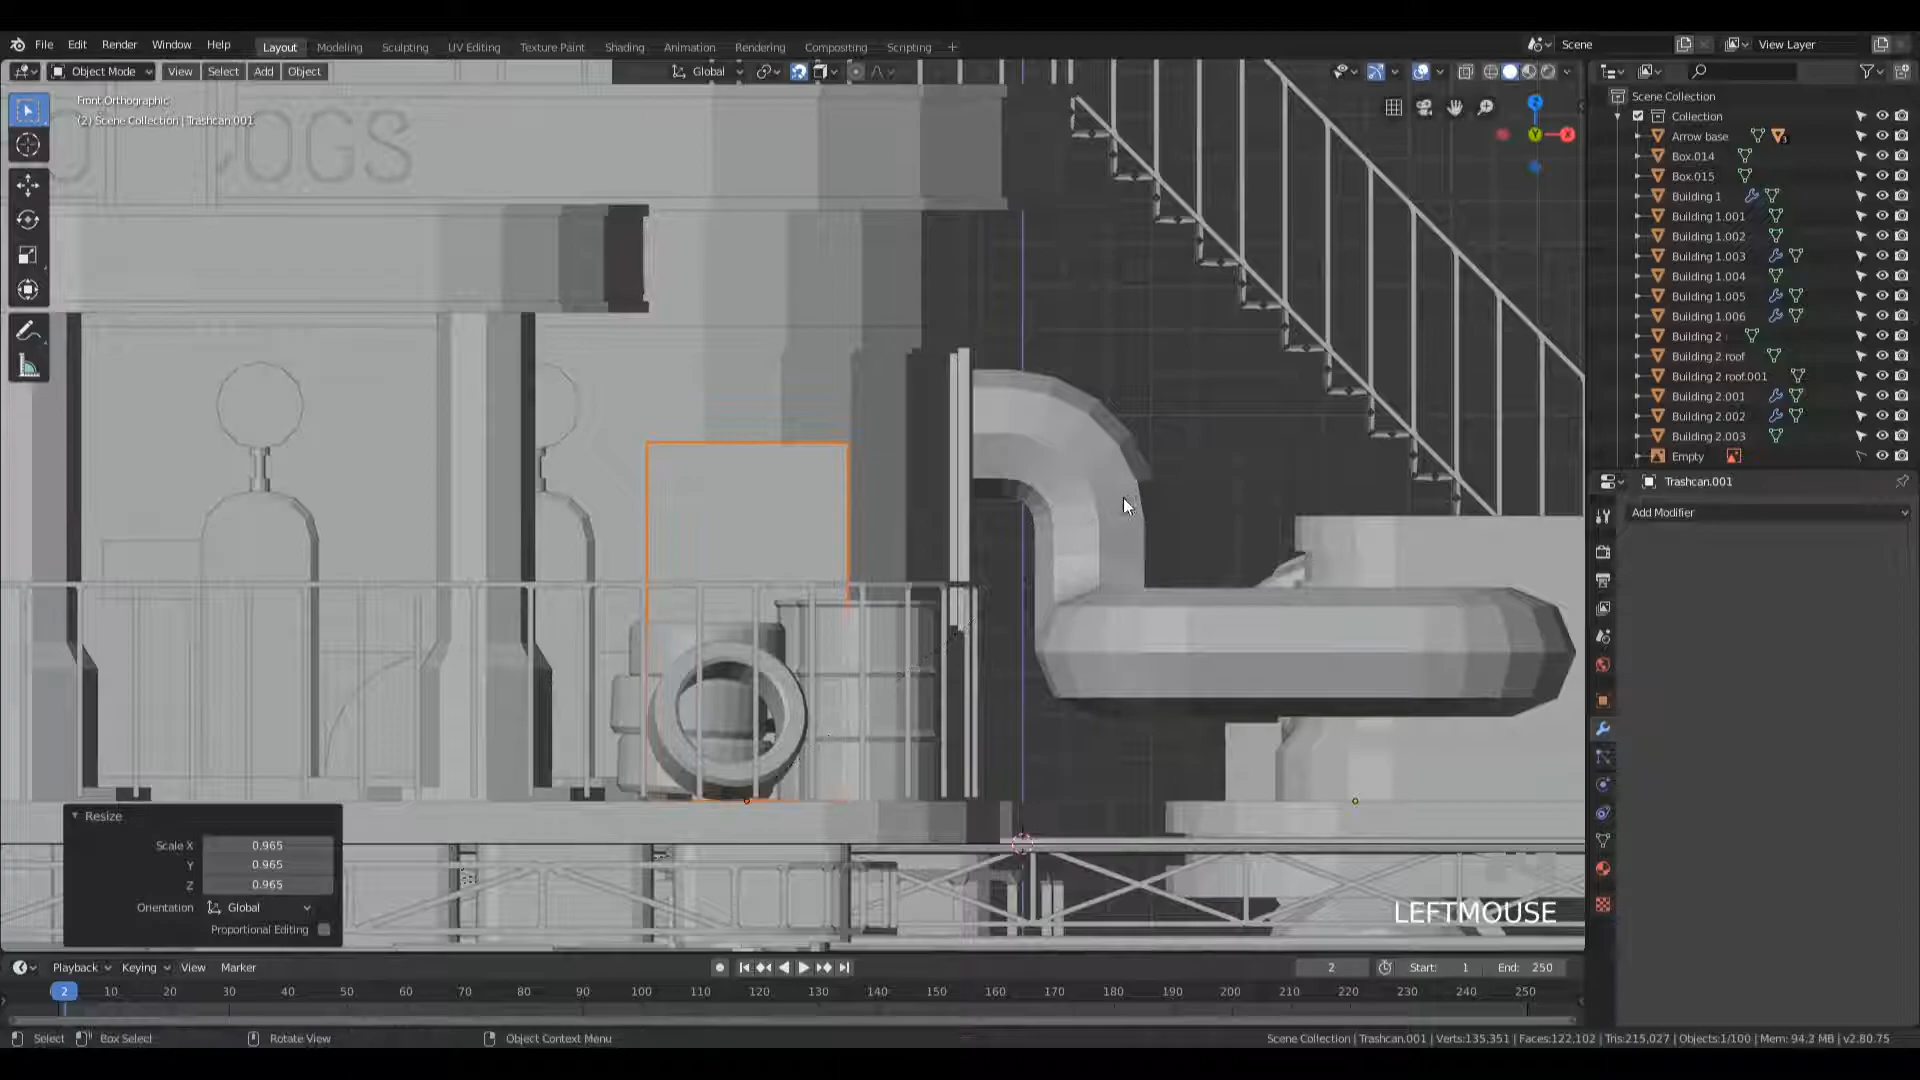 File Edit Render Window Help
Layout Modeling Sculpting UV Editing Texture Paint Shading Animation Rendering Compositing Scripting +
Scene
View Layer
Object Mode View Select Add Object
Global
Front Orthographic
(2) Scene Collection | Trashcan.001
OGS
Z
Y
X
Scene Collection
Collection
Arrow base
3
Box.014
Box.015
Building 1
Building 1.001
Building 1.002
Building 1.003
Building 1.004
Building 1.005
Building 1.006
Building 2
Building 2 roof
Building 2 roof.001
Building 2.001
Building 2.002
Building 2.003
Empty
Trashcan.001
Add Modifier
Resize
Scale X 0.965
Y 0.965
Z 0.965
Orientation Global
Proportional Editing
LEFTMOUSE
Playback Keying View Marker
2
Start: 1
End: 250
2 10 20 30 40 50 60 70 80 90 100 110 120 130 140 150 160 170 180 190 200 210 220 230 240 250
Select Box Select Rotate View Object Context Menu
Scene Collection | Trashcan.001 | Verts:135,351 | Faces:122,102 | Tris:215,027 | Objects:1/100 | Mem: 94.2 MB | v2.80.75